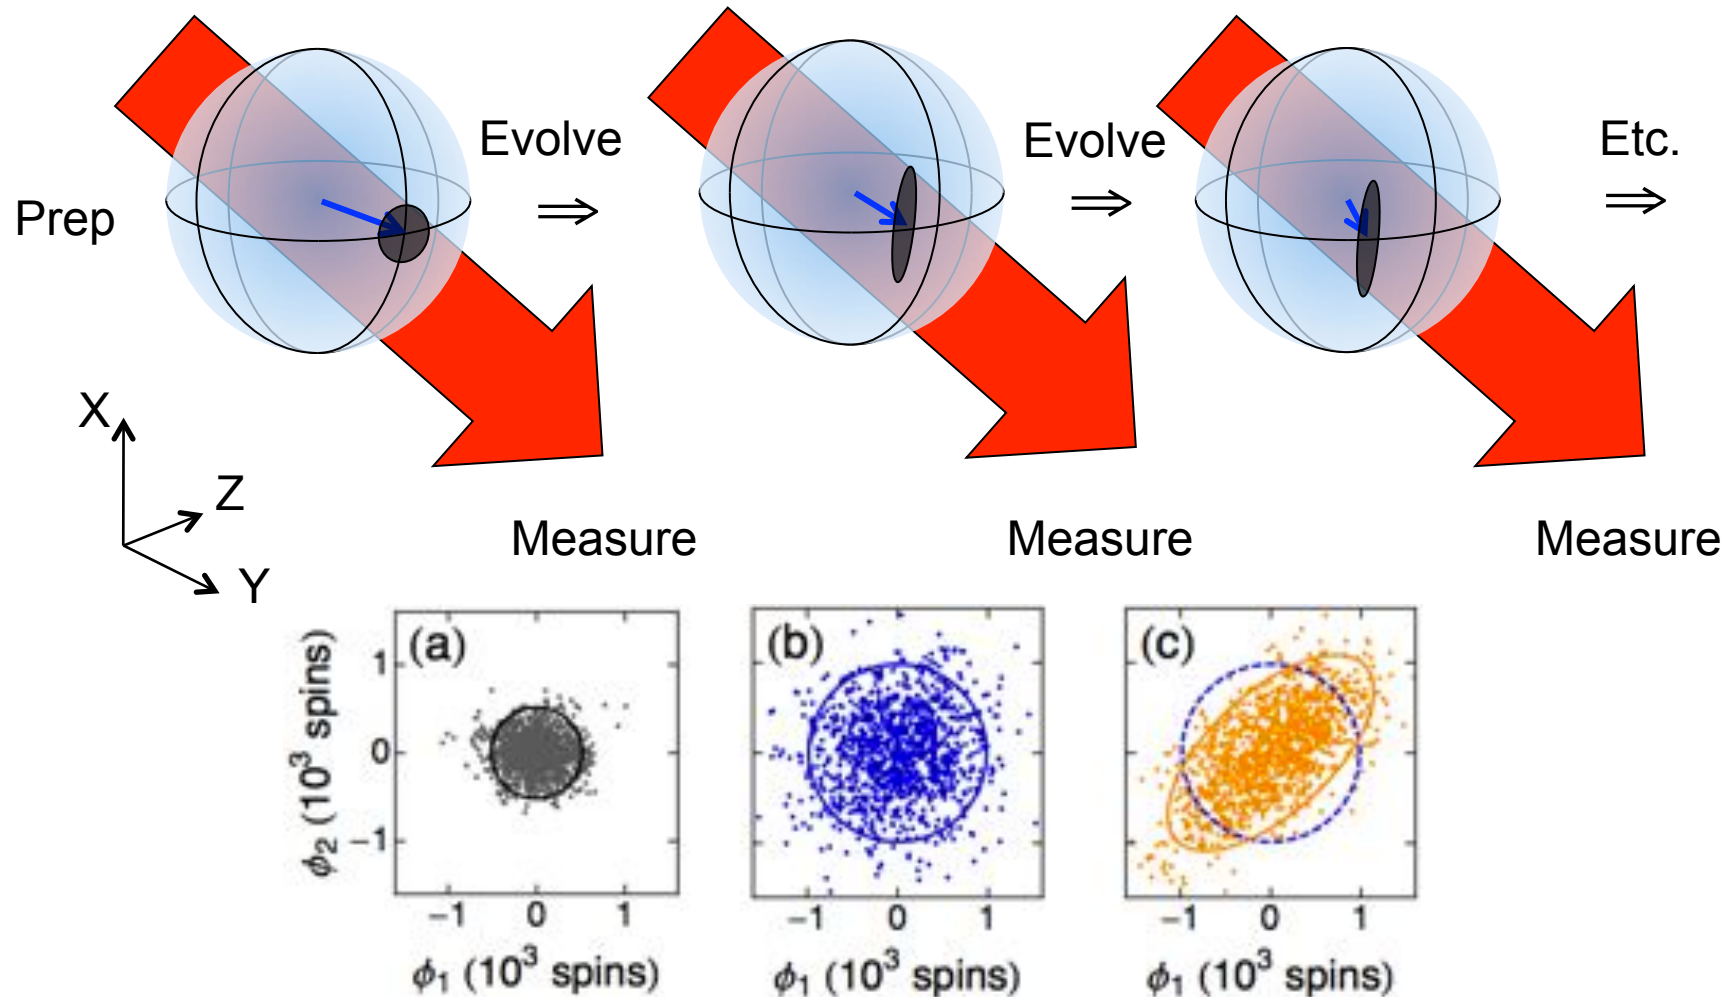 Evolve
Evolve
Etc.
Prep
⇒
⇒
⇒
X
Z
Y
Measure
Measure
Measure
(a)
(b)
(c)
ϕ2 (10³ spins)
1
0
−1
−1 0 1
−1 0 1
−1 0 1
ϕ1 (10³ spins)
ϕ1 (10³ spins)
ϕ1 (10³ spins)